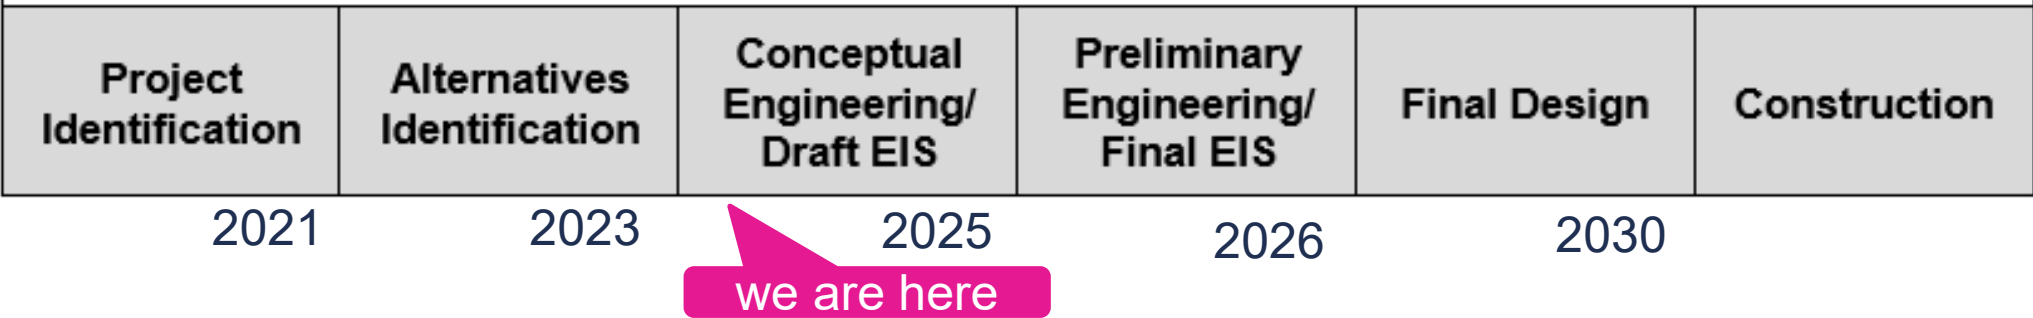 Project
Identification
Alternatives
Identification
Conceptual
Engineering/
Draft EIS
Preliminary
Engineering/
Final EIS
Final Design
Construction
2021
2023
2025
2026
2030
we are here